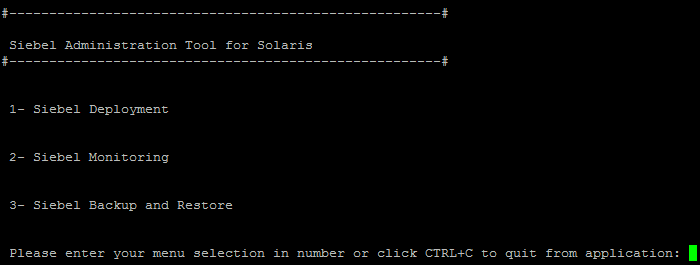 #------------------------------------------------------#
Siebel Administration Tool for Solaris
#------------------------------------------------------#
1- Siebel Deployment
2- Siebel Monitoring
3- Siebel Backup and Restore
Please enter your menu selection in number or click CTRL+C to quit from application: